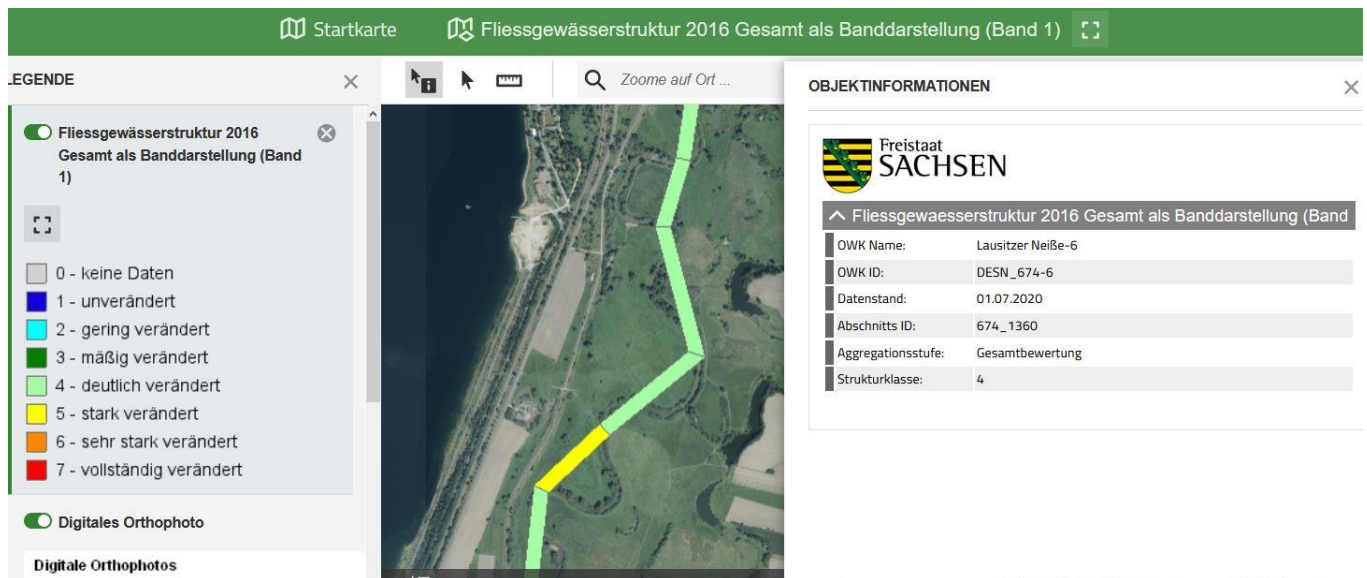 Startkarte
Fliessgewässerstruktur 2016 Gesamt als Banddarstellung (Band 1)
LEGENDE
Zoome auf Ort ...
OBJEKTINFORMATIONEN
Fliessgewässerstruktur 2016
Gesamt als Banddarstellung (Band
1)
0 - keine Daten
1 - unverändert
2 - gering verändert
3 - mäßig verändert
4 - deutlich verändert
5 - stark verändert
6 - sehr stark verändert
7 - vollständig verändert
Digitales Orthophoto
Digitale Orthophotos
Freistaat
SACHSEN
Fliessgewaesserstruktur 2016 Gesamt als Banddarstellung (Band
OWK Name: Lausitzer Neiße-6
OWK ID: DESN_674-6
Datenstand: 01.07.2020
Abschnitts ID: 674_1360
Aggregationsstufe: Gesamtbewertung
Strukturklasse: 4